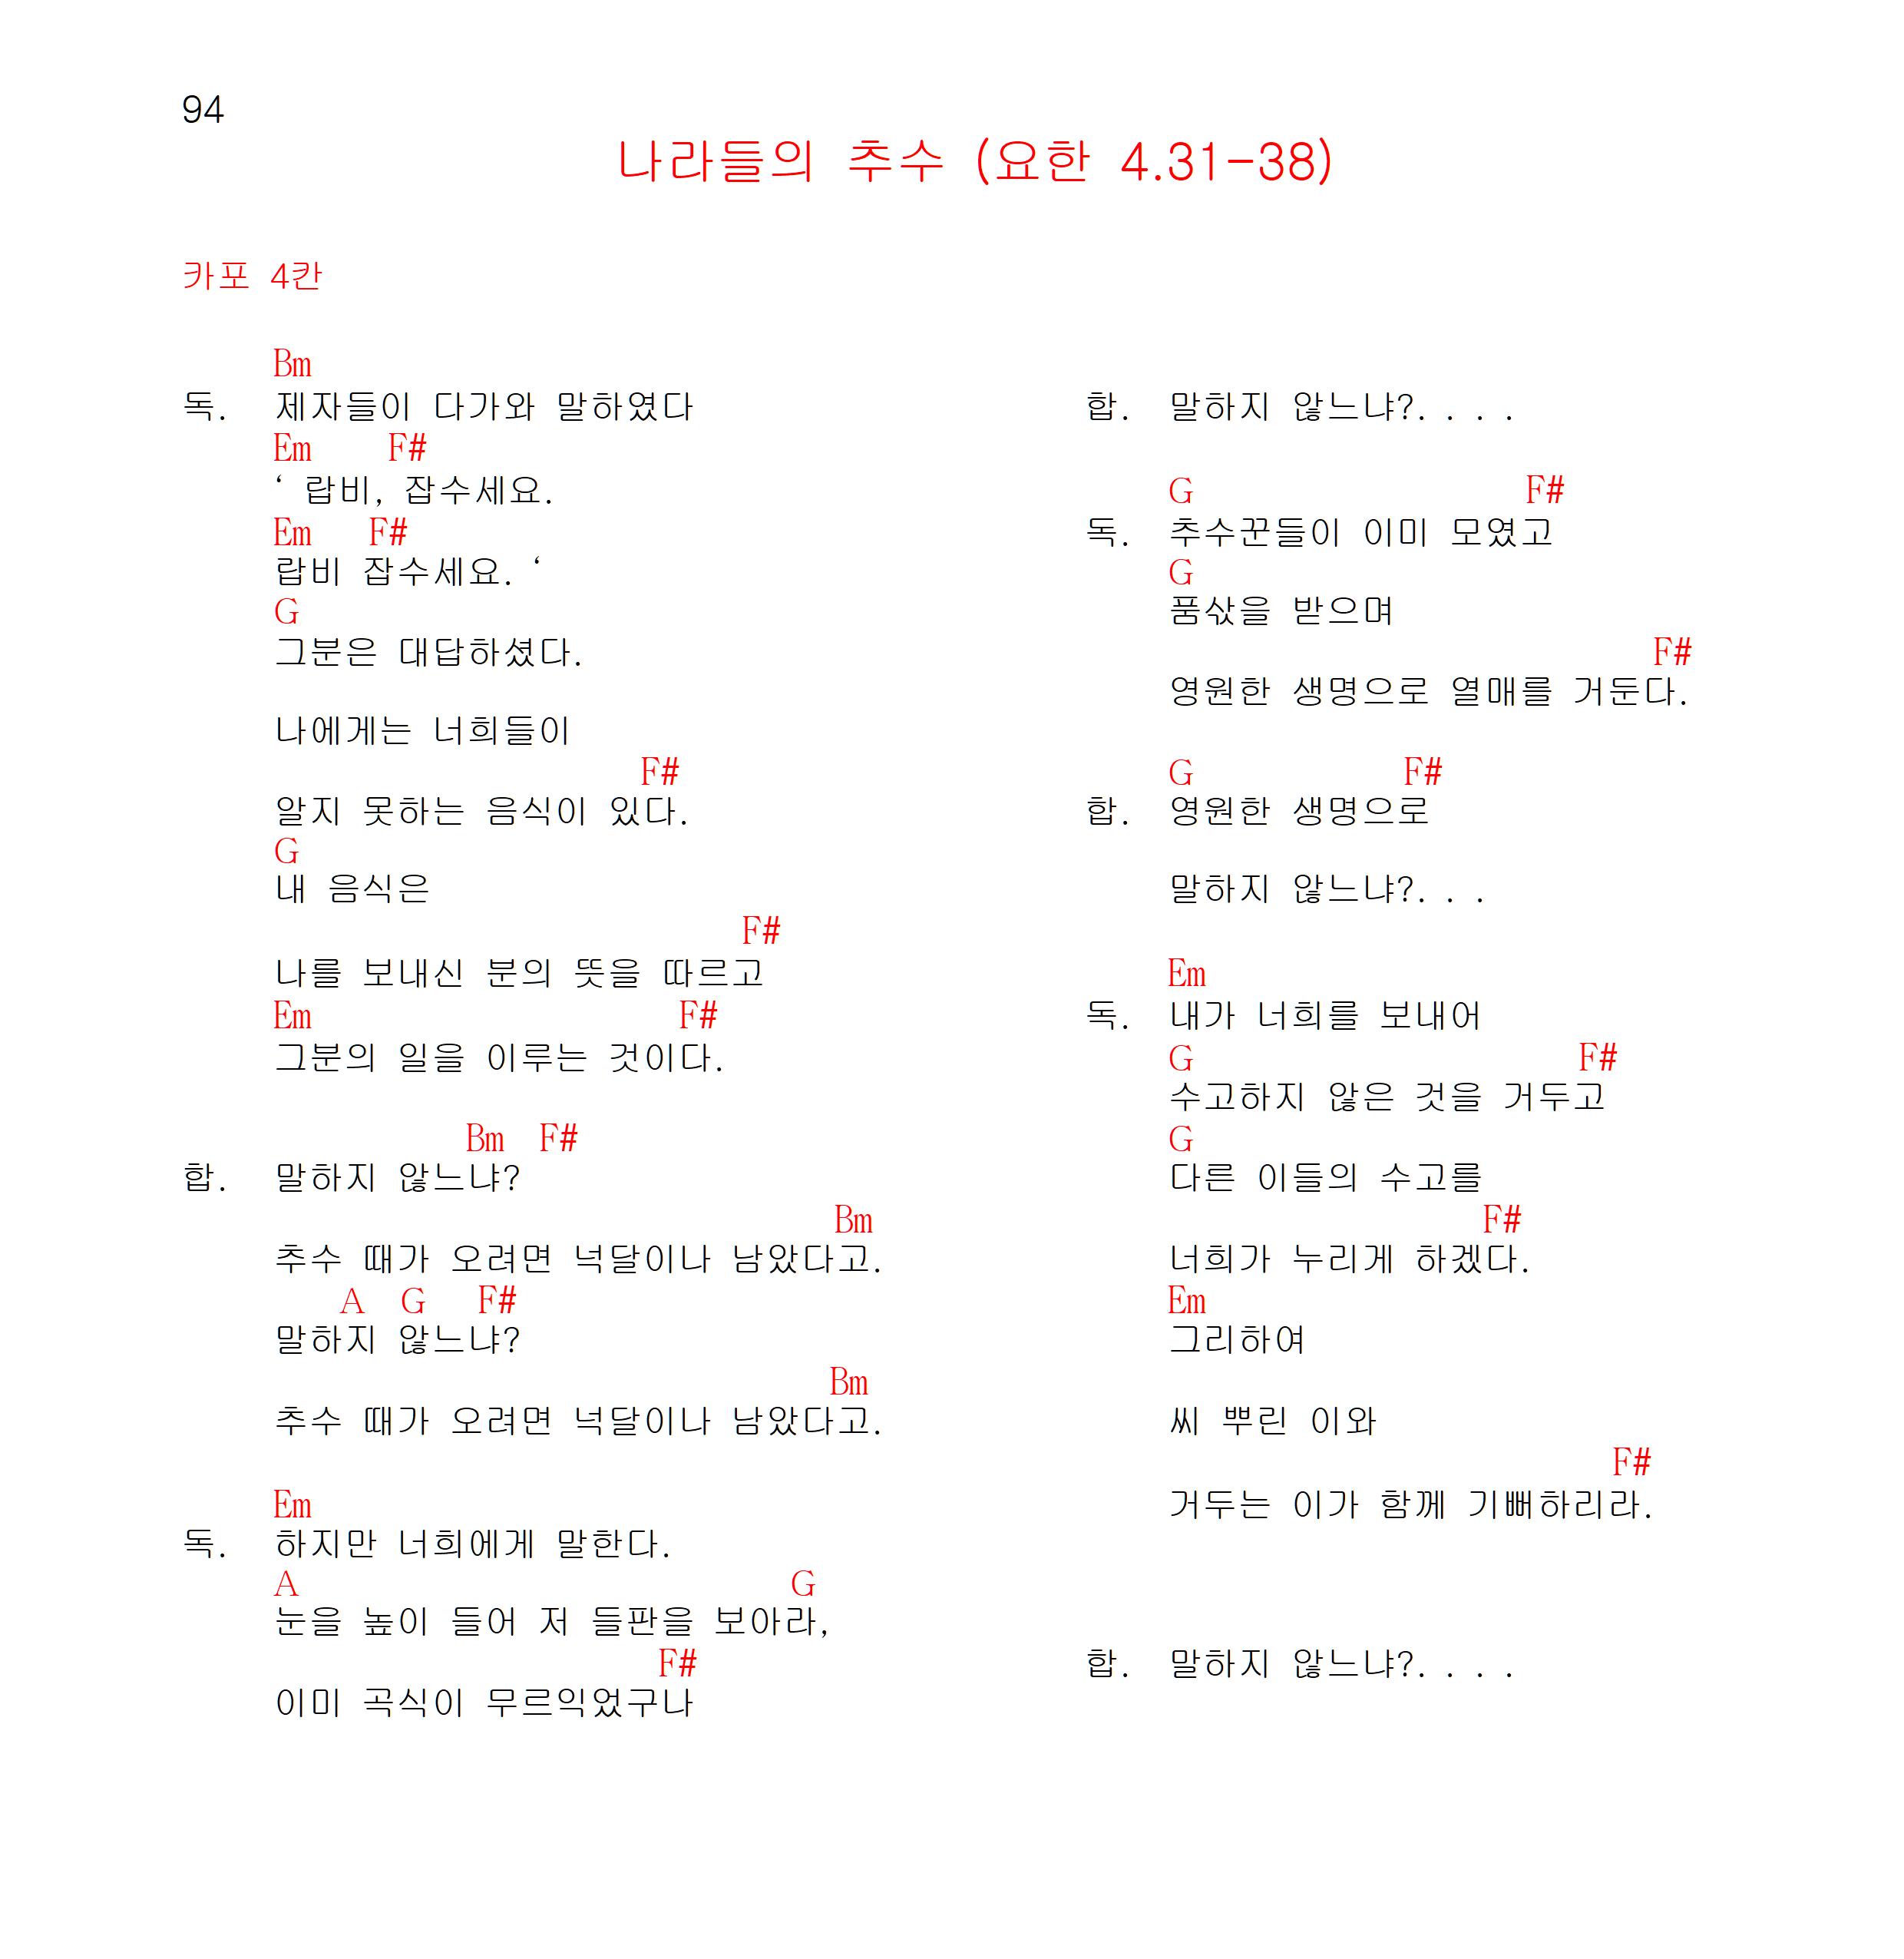 94
나라들의 추수 (요한 4.31-38)
카포 4칸
Bm
독. 제자들이 다가와 말하였다
Em F#
‘ 랍비, 잡수세요.
Em F#
랍비 잡수세요. ‘
G
그분은 대답하셨다.
나에게는 너희들이
F#
알지 못하는 음식이 있다.
G
내 음식은
F#
나를 보내신 분의 뜻을 따르고
Em F#
그분의 일을 이루는 것이다.
Bm F#
합. 말하지 않느냐?
Bm
추수 때가 오려면 넉달이나 남았다고.
A G F#
말하지 않느냐?
Bm
추수 때가 오려면 넉달이나 남았다고.
Em
독. 하지만 너희에게 말한다.
A G
눈을 높이 들어 저 들판을 보아라,
F#
이미 곡식이 무르익었구나
합. 말하지 않느냐?. . . .
G F#
독. 추수꾼들이 이미 모였고
G
품삯을 받으며
F#
영원한 생명으로 열매를 거둔다.
G F#
합. 영원한 생명으로
말하지 않느냐?. . .
Em
독. 내가 너희를 보내어
G F#
수고하지 않은 것을 거두고
G
다른 이들의 수고를
F#
너희가 누리게 하겠다.
Em
그리하여
씨 뿌린 이와
F#
거두는 이가 함께 기뻐하리라.
합. 말하지 않느냐?. . . .